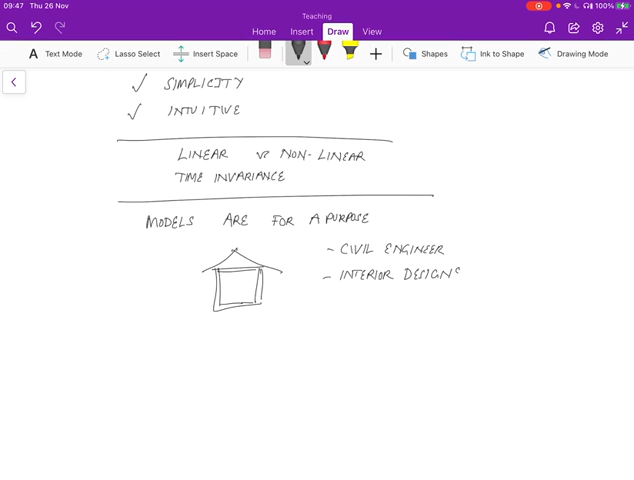 09:47 Thu 26 Nov
100%
Teaching
Home Insert Draw View
A Text Mode Lasso Select Insert Space Shapes Ink to Shape Drawing Mode
✓ SIMPLICITY
✓ INTUITIVE
LINEAR vs NON-LINEAR
TIME INVARIANCE
MODELS ARE FOR A PURPOSE
- CIVIL ENGINEER
- INTERIOR DESIGN